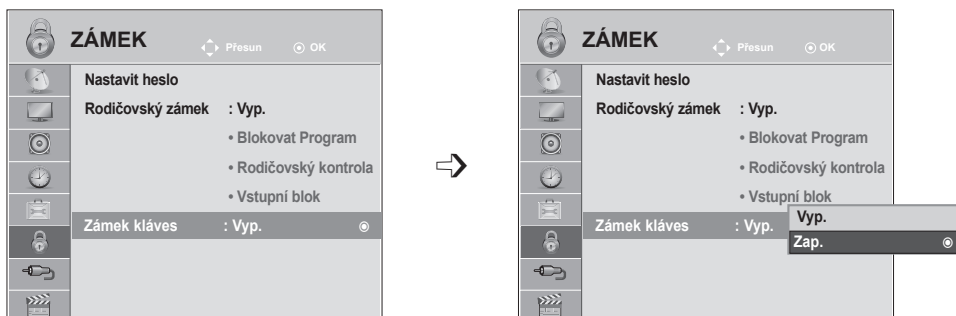 ZÁMEK
Přesun OK
Nastavit heslo
Rodičovský zámek : Vyp.
• Blokovat Program
• Rodičovský kontrola
• Vstupní blok
Zámek kláves : Vyp.
ZÁMEK
Přesun OK
Nastavit heslo
Rodičovský zámek : Vyp.
• Blokovat Program
• Rodičovský kontrola
• Vstupní blok
Zámek kláves : Vyp.
Vyp.
Zap.